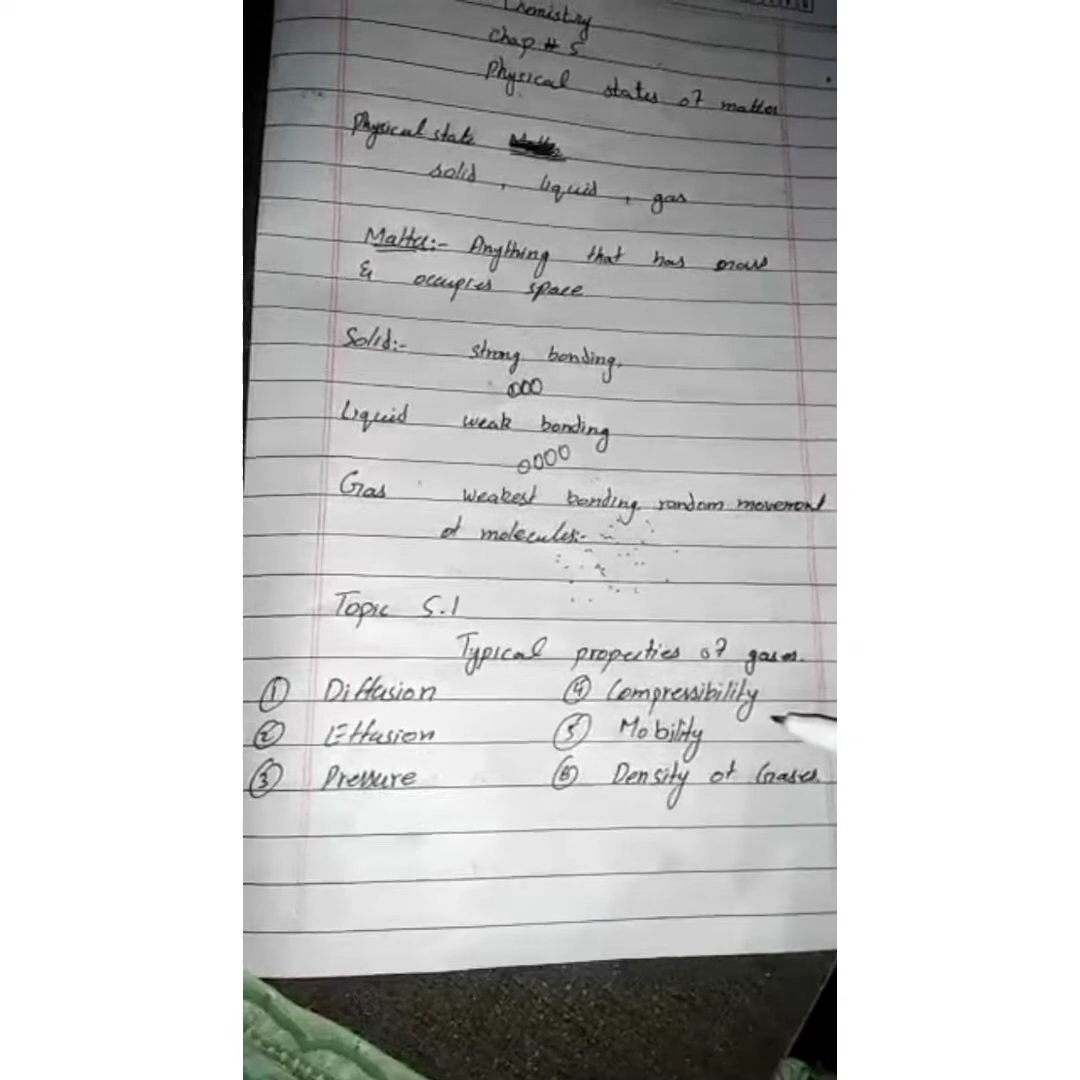 Chemistry
Chap # 5
Physical states of matter
Physical state
solid , liquid , gas
Matter:- Anything that has mass
& occupies space
Solid:- strong bonding.
Liquid weak bonding
Gas weakest bonding, random movement
of molecules:-
Topic 5.1
Typical properties of gases.
① Diffusion ④ Compressibility
② Effusion ⑤ Mobility
③ Pressure ⑥ Density of Gases